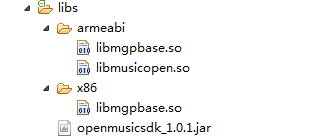 libs
armeabi
libmgpbase.so
libmusicopen.so
x86
libmgpbase.so
openmusicsdk_1.0.1.jar